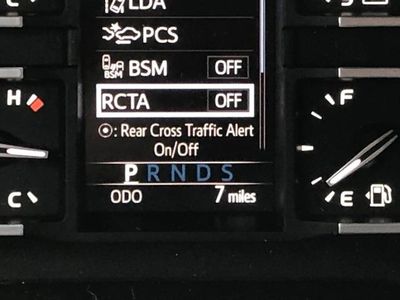 LDA
PCS
BSM BSM OFF
H RCTA OFF F
: Rear Cross Traffic Alert
On/Off
P R N D S
C ODO 7 miles E